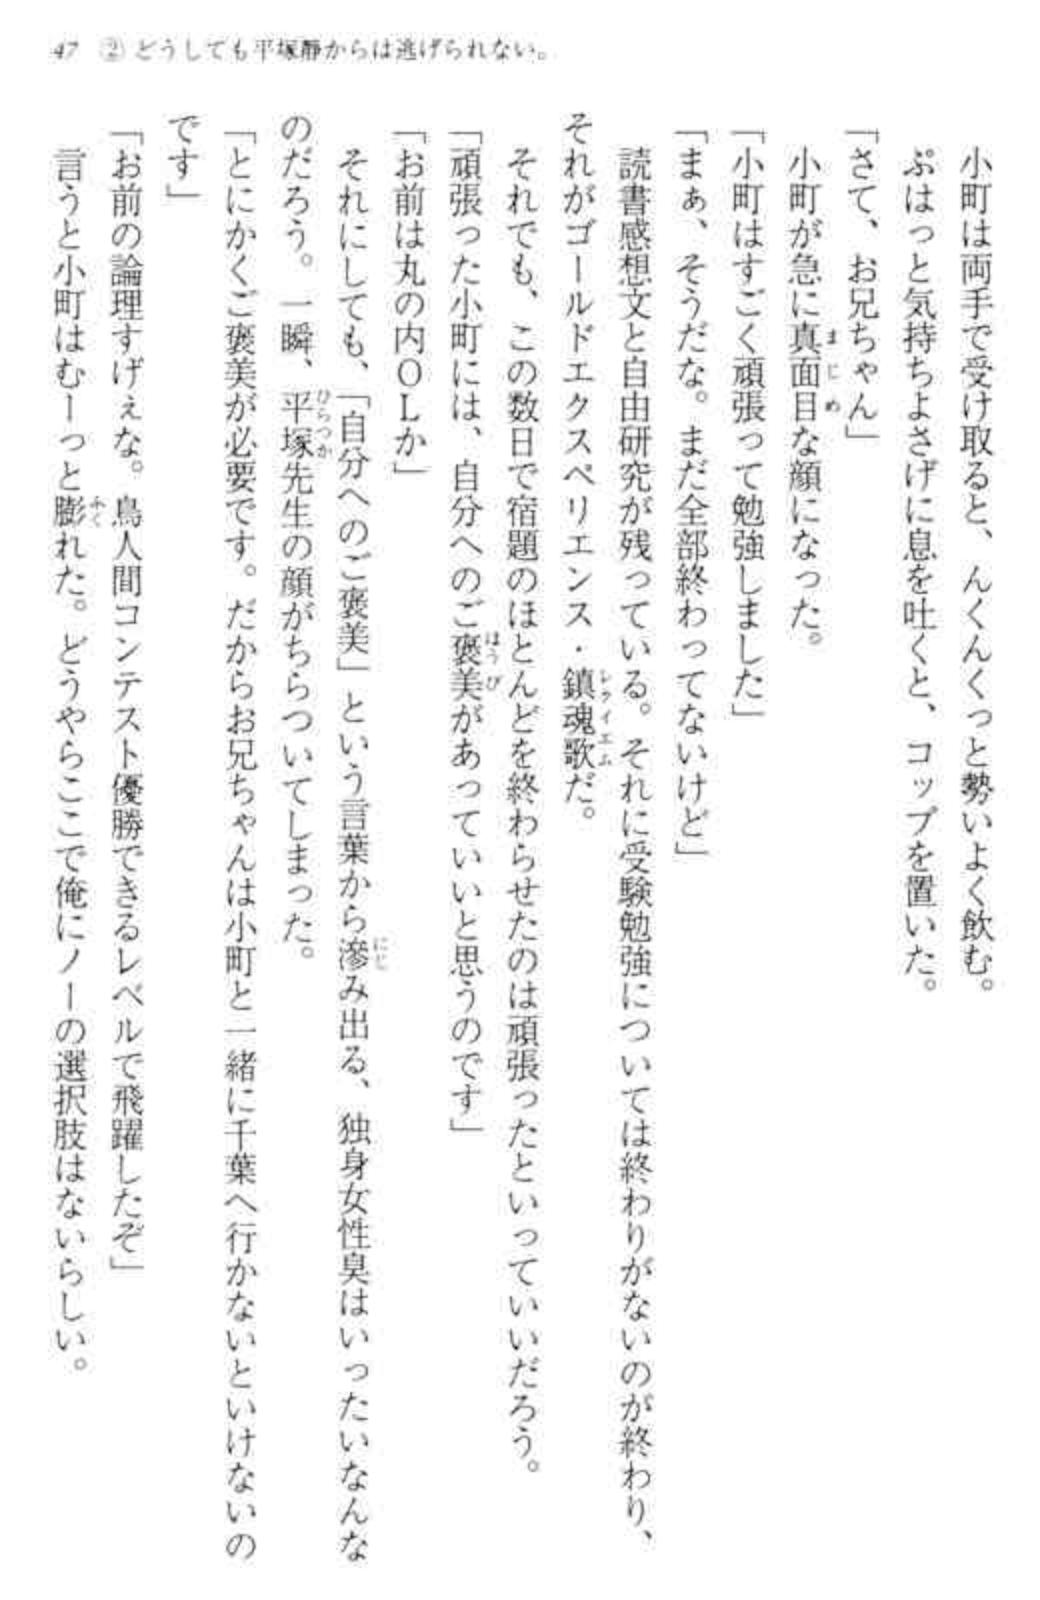 47　②どうしても平塚静からは逃げられない。
　小町は両手で受け取ると、んくんくっと勢いよく飲む。
　ぷはっと気持ちよさげに息を吐くと、コップを置いた。
「さて、お兄ちゃん」
　小町が急に真面目な顔になった。
「小町はすごく頑張って勉強しました」
「まぁ、そうだな。まだ全部終わってないけど」
　読書感想文と自由研究が残っている。それに受験勉強については終わりがないのが終わり、
それがゴールドエクスペリエンス・鎮魂歌だ。
　それでも、この数日で宿題のほとんどを終わらせたのは頑張ったといっていいだろう。
「頑張った小町には、自分へのご褒美があっていいと思うのです」
「お前は丸の内ＯＬか」
　それにしても、「自分へのご褒美」という言葉から滲み出る、独身女性臭はいったいなんな
のだろう。一瞬、平塚先生の顔がちらついてしまった。
「とにかくご褒美が必要です。だからお兄ちゃんは小町と一緒に千葉へ行かないといけないの
です」
「お前の論理すげぇな。鳥人間コンテスト優勝できるレベルで飛躍したぞ」
　言うと小町はむーっと膨れた。どうやらここで俺にノーの選択肢はないらしい。